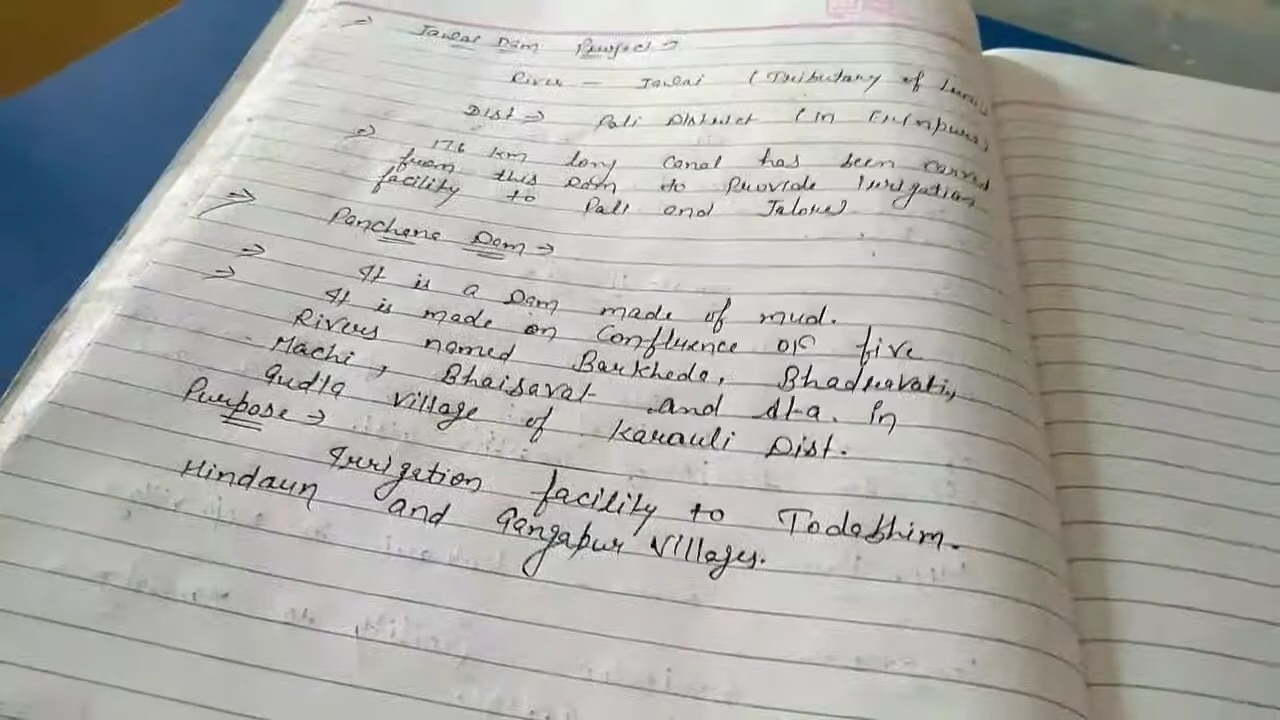 ⇒ Jawai Dam Project →
River – Jawai (Tributary of Luni)
Dist ⇒ Pali District (in Erinpura)
⇒ 176 km long canal has been carried
from this Dam to Provide Irrigation
facility to Pali and Jalore)
⇒ Panchana Dam →
⇒ It is a Dam made of mud.
⇒ It is made on Confluence of five
Rivers named Barkheda, Bhadravati,
Machi, Bhaisavat and Ata. in
Gudla village of Karauli Dist.
Purpose →
Irrigation facility to Todabhim.
Hindaun and Gangapur Villages.